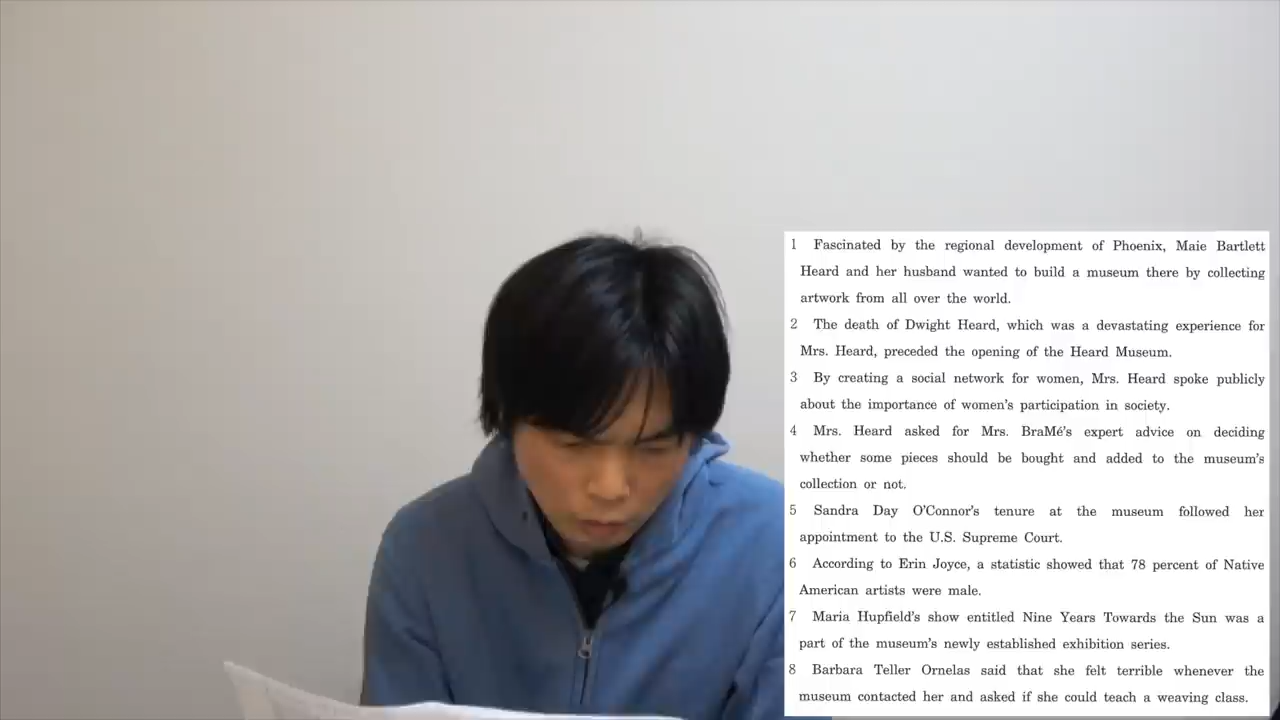 1 Fascinated by the regional development of Phoenix, Maie Bartlett
Heard and her husband wanted to build a museum there by collecting
artwork from all over the world.
2 The death of Dwight Heard, which was a devastating experience for
Mrs. Heard, preceded the opening of the Heard Museum.
3 By creating a social network for women, Mrs. Heard spoke publicly
about the importance of women's participation in society.
4 Mrs. Heard asked for Mrs. BraMé's expert advice on deciding
whether some pieces should be bought and added to the museum's
collection or not.
5 Sandra Day O'Connor's tenure at the museum followed her
appointment to the U.S. Supreme Court.
6 According to Erin Joyce, a statistic showed that 78 percent of Native
American artists were male.
7 Maria Hupfield's show entitled Nine Years Towards the Sun was a
part of the museum's newly established exhibition series.
8 Barbara Teller Ornelas said that she felt terrible whenever the
museum contacted her and asked if she could teach a weaving class.